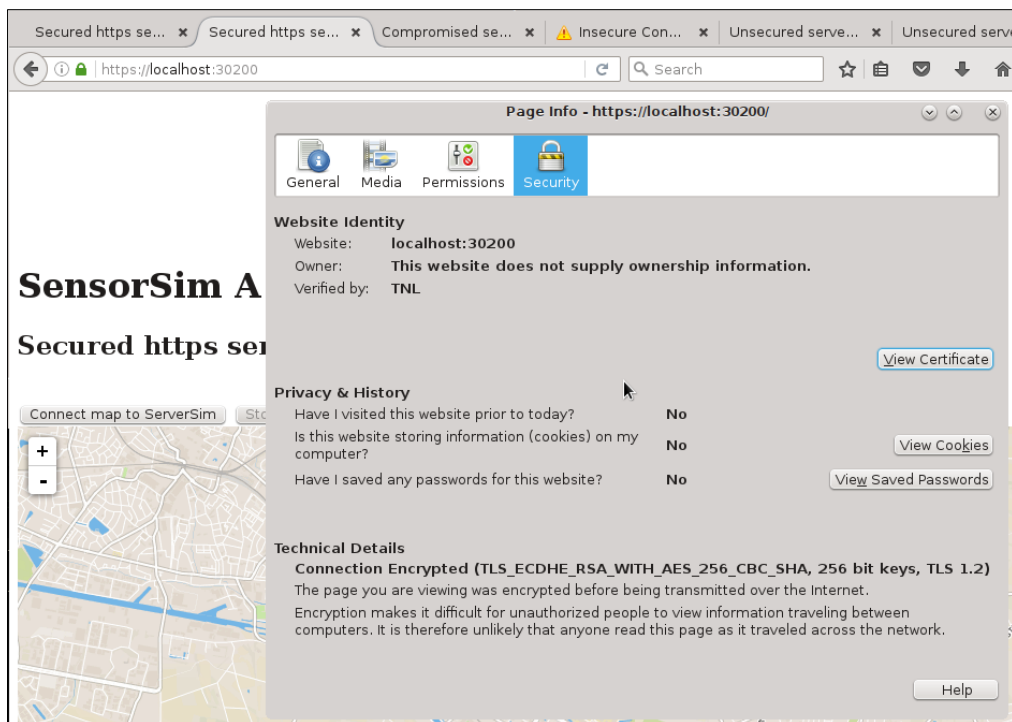 Secured https se...
Secured https se...
Compromised se...
Insecure Con...
Unsecured serve...
Unsecured serve
https://localhost:30200
Search
Page Info - https://localhost:30200/
General
Media
Permissions
Security
Website Identity
Website: localhost:30200
Owner: This website does not supply ownership information.
Verified by: TNL
View Certificate
SensorSim A
Secured https ser
Connect map to ServerSim
Sto
+
-
Privacy & History
Have I visited this website prior to today? No
Is this website storing information (cookies) on my
computer?
No
View Cookies
Have I saved any passwords for this website? No
View Saved Passwords
Technical Details
Connection Encrypted (TLS_ECDHE_RSA_WITH_AES_256_CBC_SHA, 256 bit keys, TLS 1.2)
The page you are viewing was encrypted before being transmitted over the Internet.
Encryption makes it difficult for unauthorized people to view information traveling between
computers. It is therefore unlikely that anyone read this page as it traveled across the network.
Help